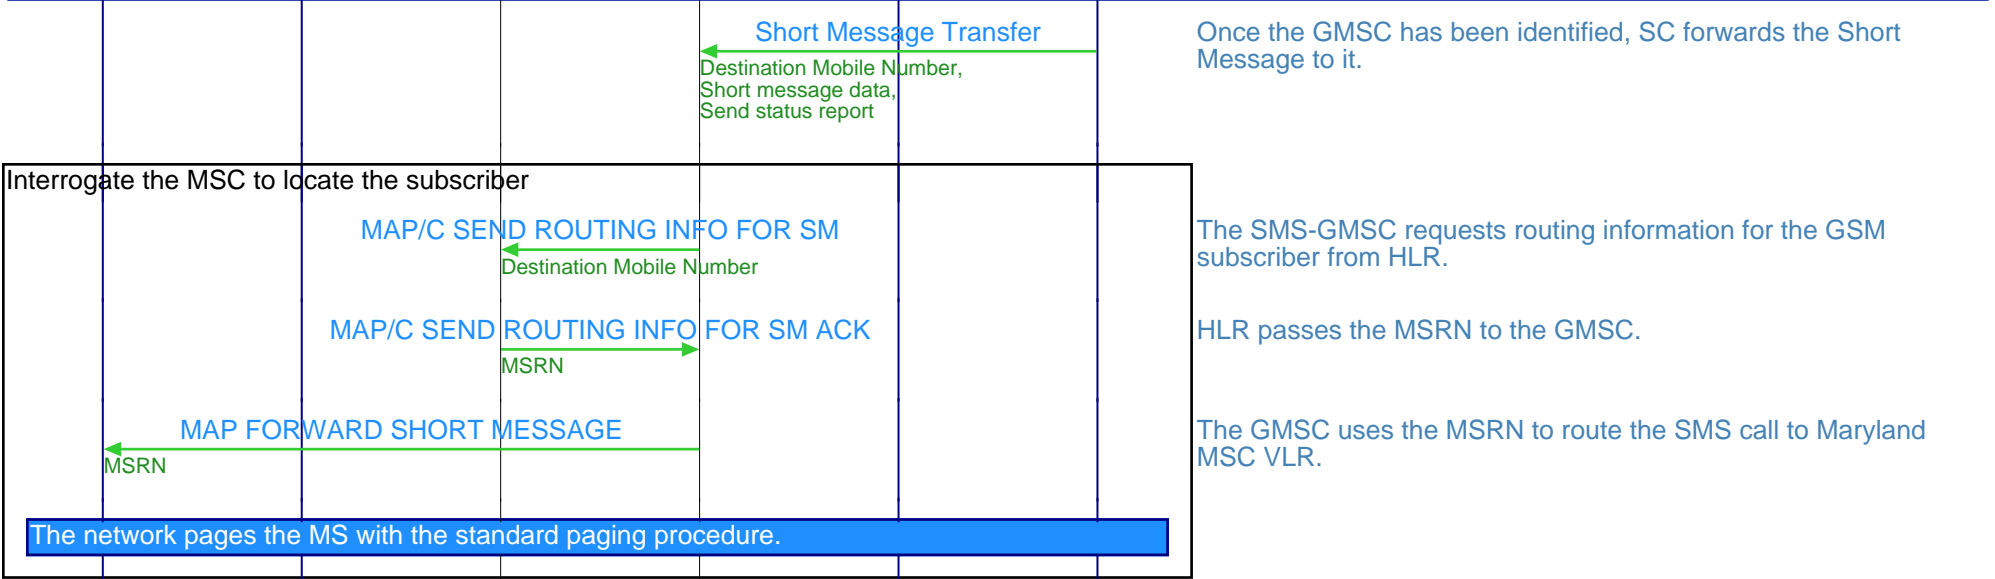 Short Message Transfer
Once the GMSC has been identified, SC forwards the Short
Message to it.
Destination Mobile Number,
Short message data,
Send status report
Interrogate the MSC to locate the subscriber
MAP/C SEND ROUTING INFO FOR SM
The SMS-GMSC requests routing information for the GSM
subscriber from HLR.
Destination Mobile Number
MAP/C SEND ROUTING INFO FOR SM ACK
HLR passes the MSRN to the GMSC.
MSRN
MAP FORWARD SHORT MESSAGE
The GMSC uses the MSRN to route the SMS call to Maryland
MSC VLR.
MSRN
The network pages the MS with the standard paging procedure.